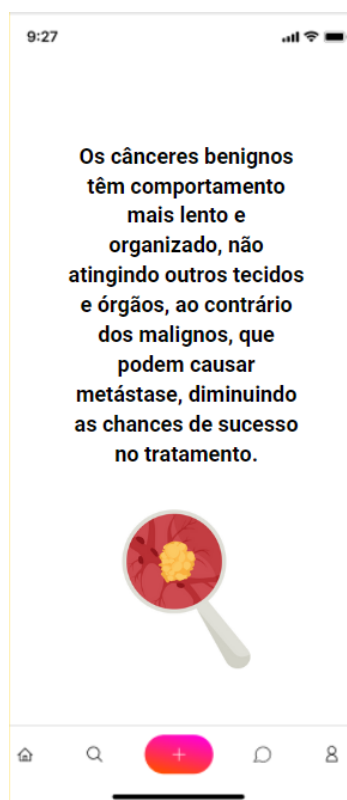 9:27
Os cânceres benignos
têm comportamento
mais lento e
organizado, não
atingindo outros tecidos
e órgãos, ao contrário
dos malignos, que
podem causar
metástase, diminuindo
as chances de sucesso
no tratamento.